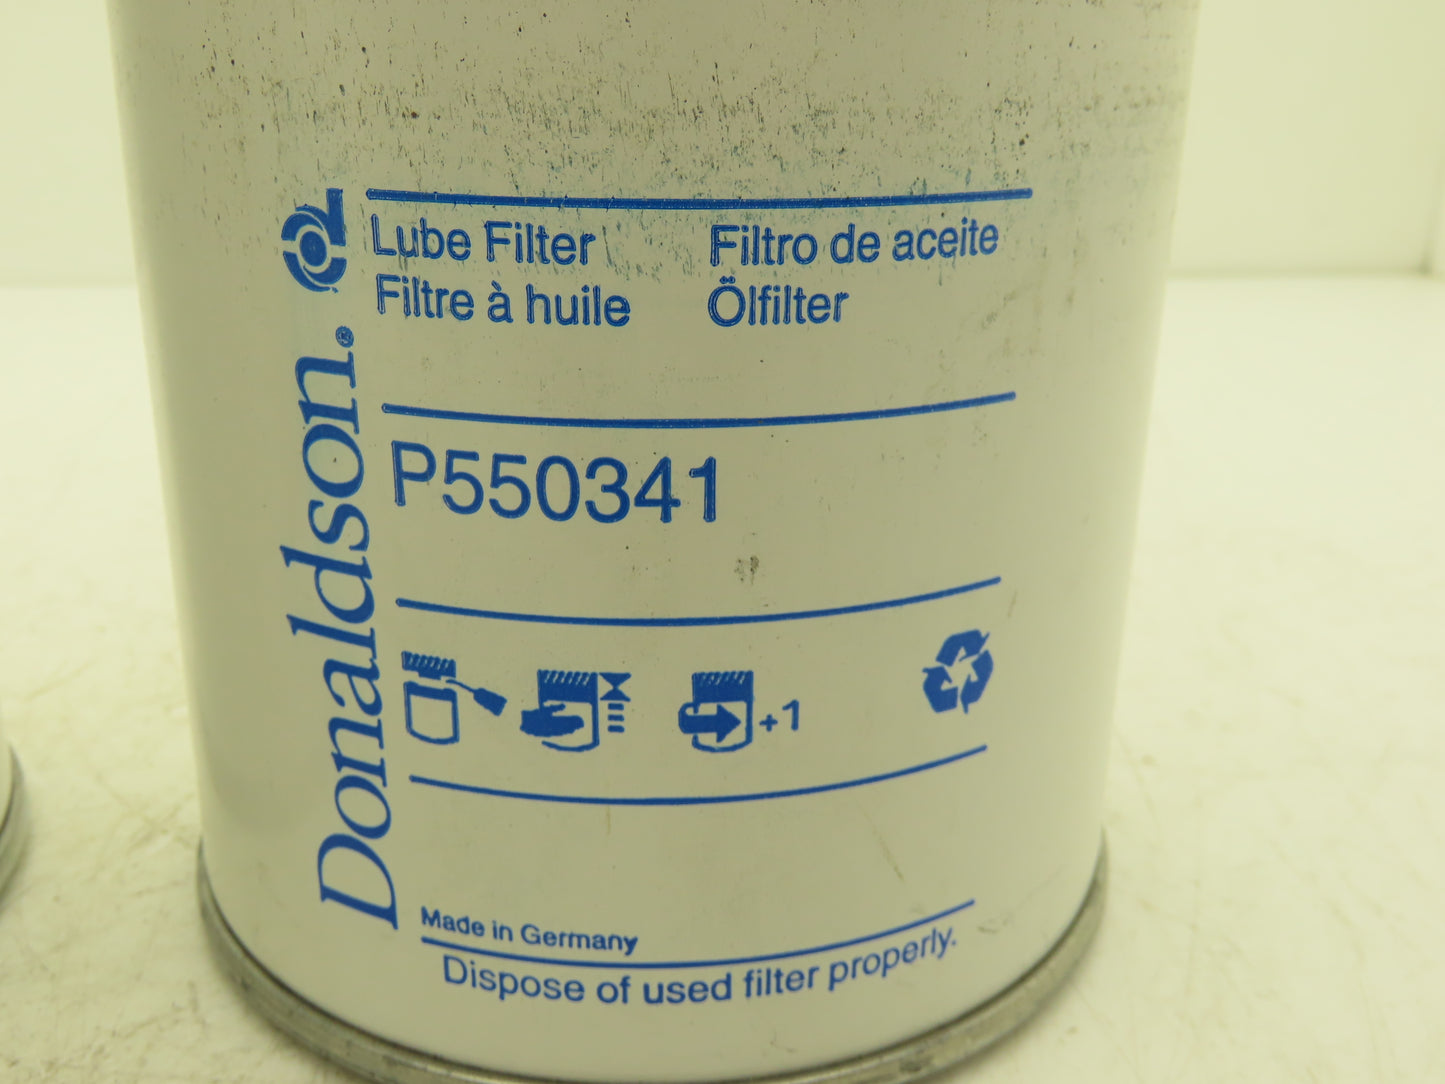 Donaldson.®
Lube Filter
Filtro de aceite
Filtre à huile
Ölfilter
P550341
+1
Made in Germany
Dispose of used filter properly.